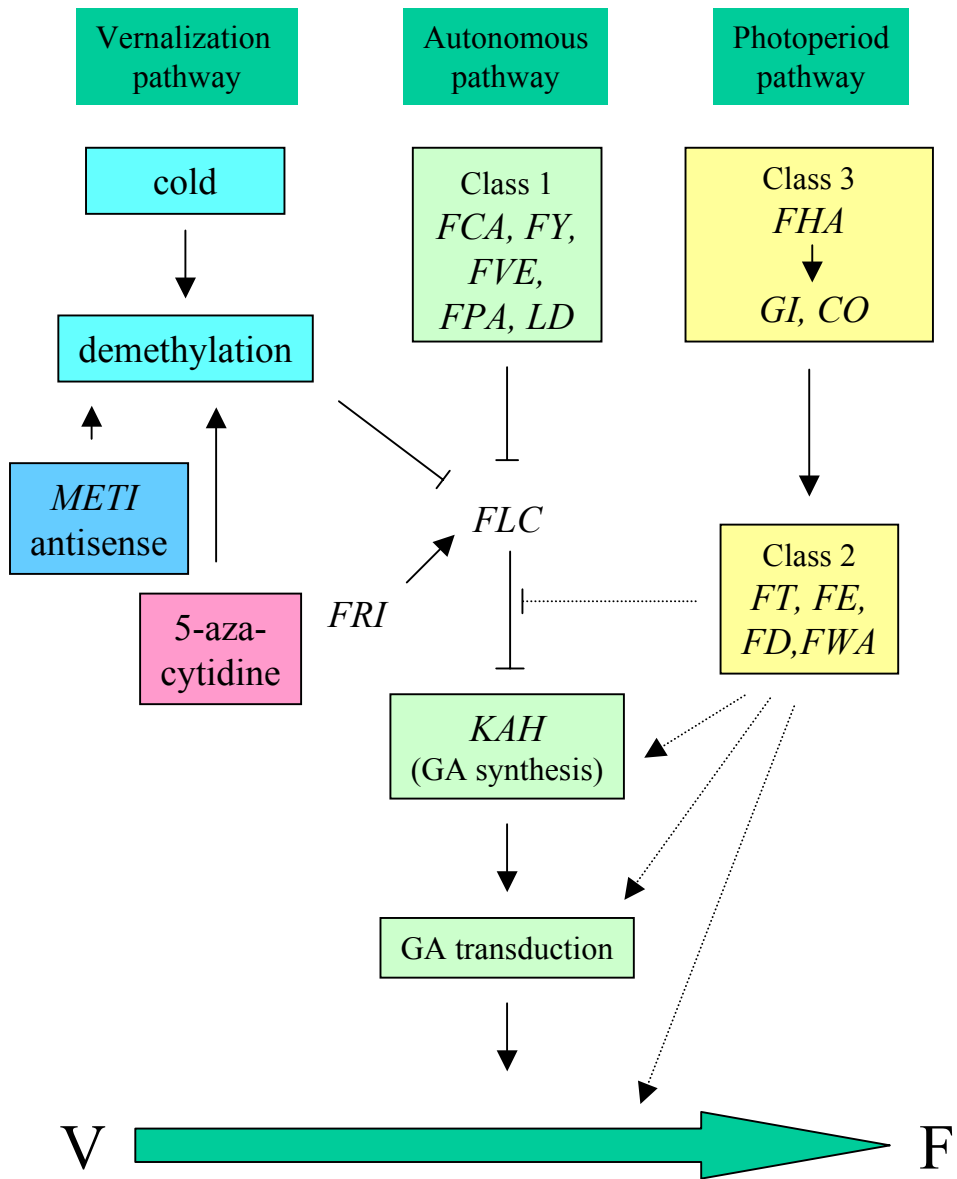 Vernalization
pathway
Autonomous
pathway
Photoperiod
pathway
cold
Class 1
FCA, FY,
FVE,
FPA, LD
Class 3
FHA
GI, CO
demethylation
METI
antisense
FLC
5-aza-
cytidine
FRI
Class 2
FT, FE,
FD,FWA
KAH
(GA synthesis)
GA transduction
V
F